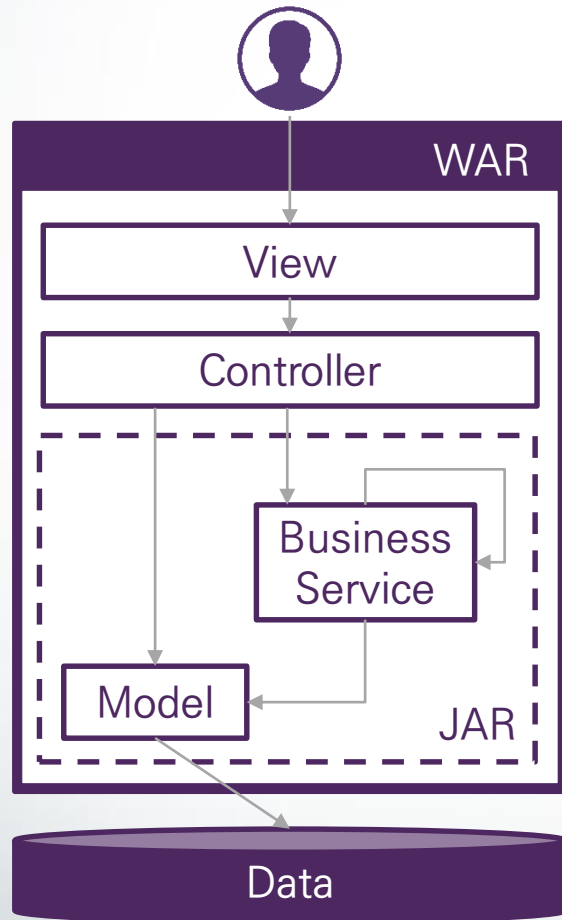 WAR
View
Controller
Business
Service
Model
JAR
Data